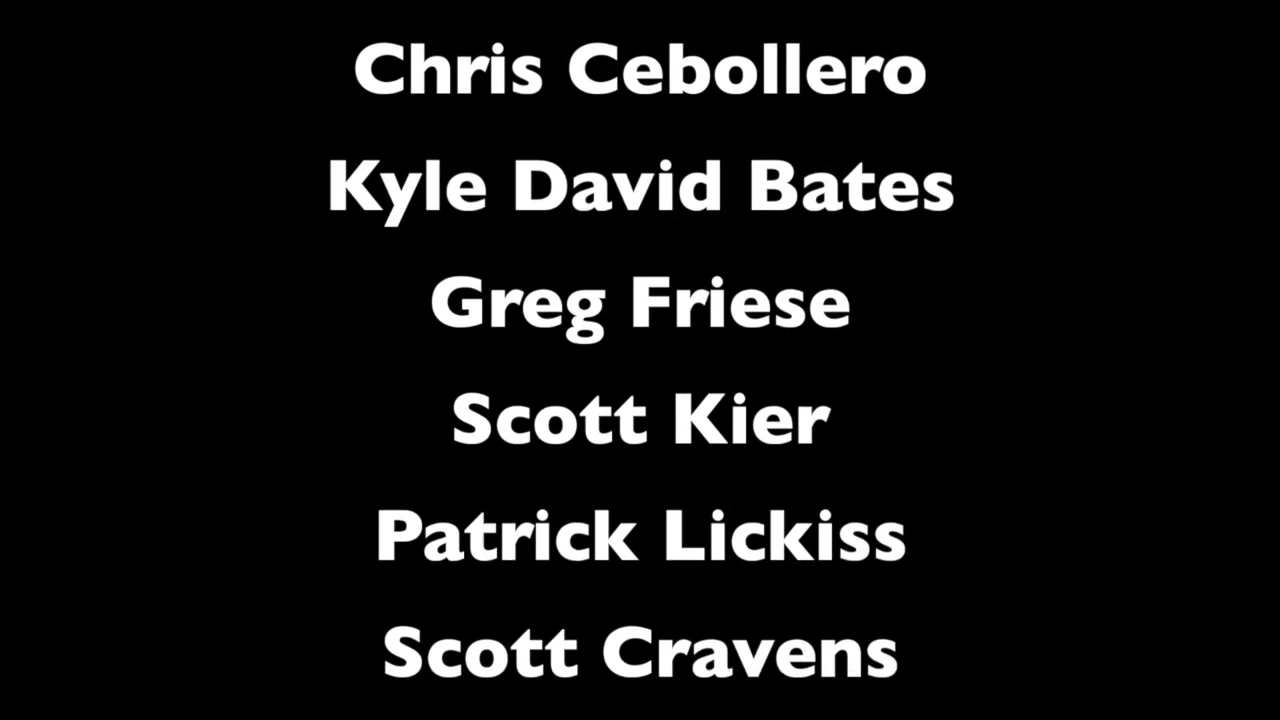 Chris Cebollero
Kyle David Bates
Greg Friese
Scott Kier
Patrick Lickiss
Scott Cravens